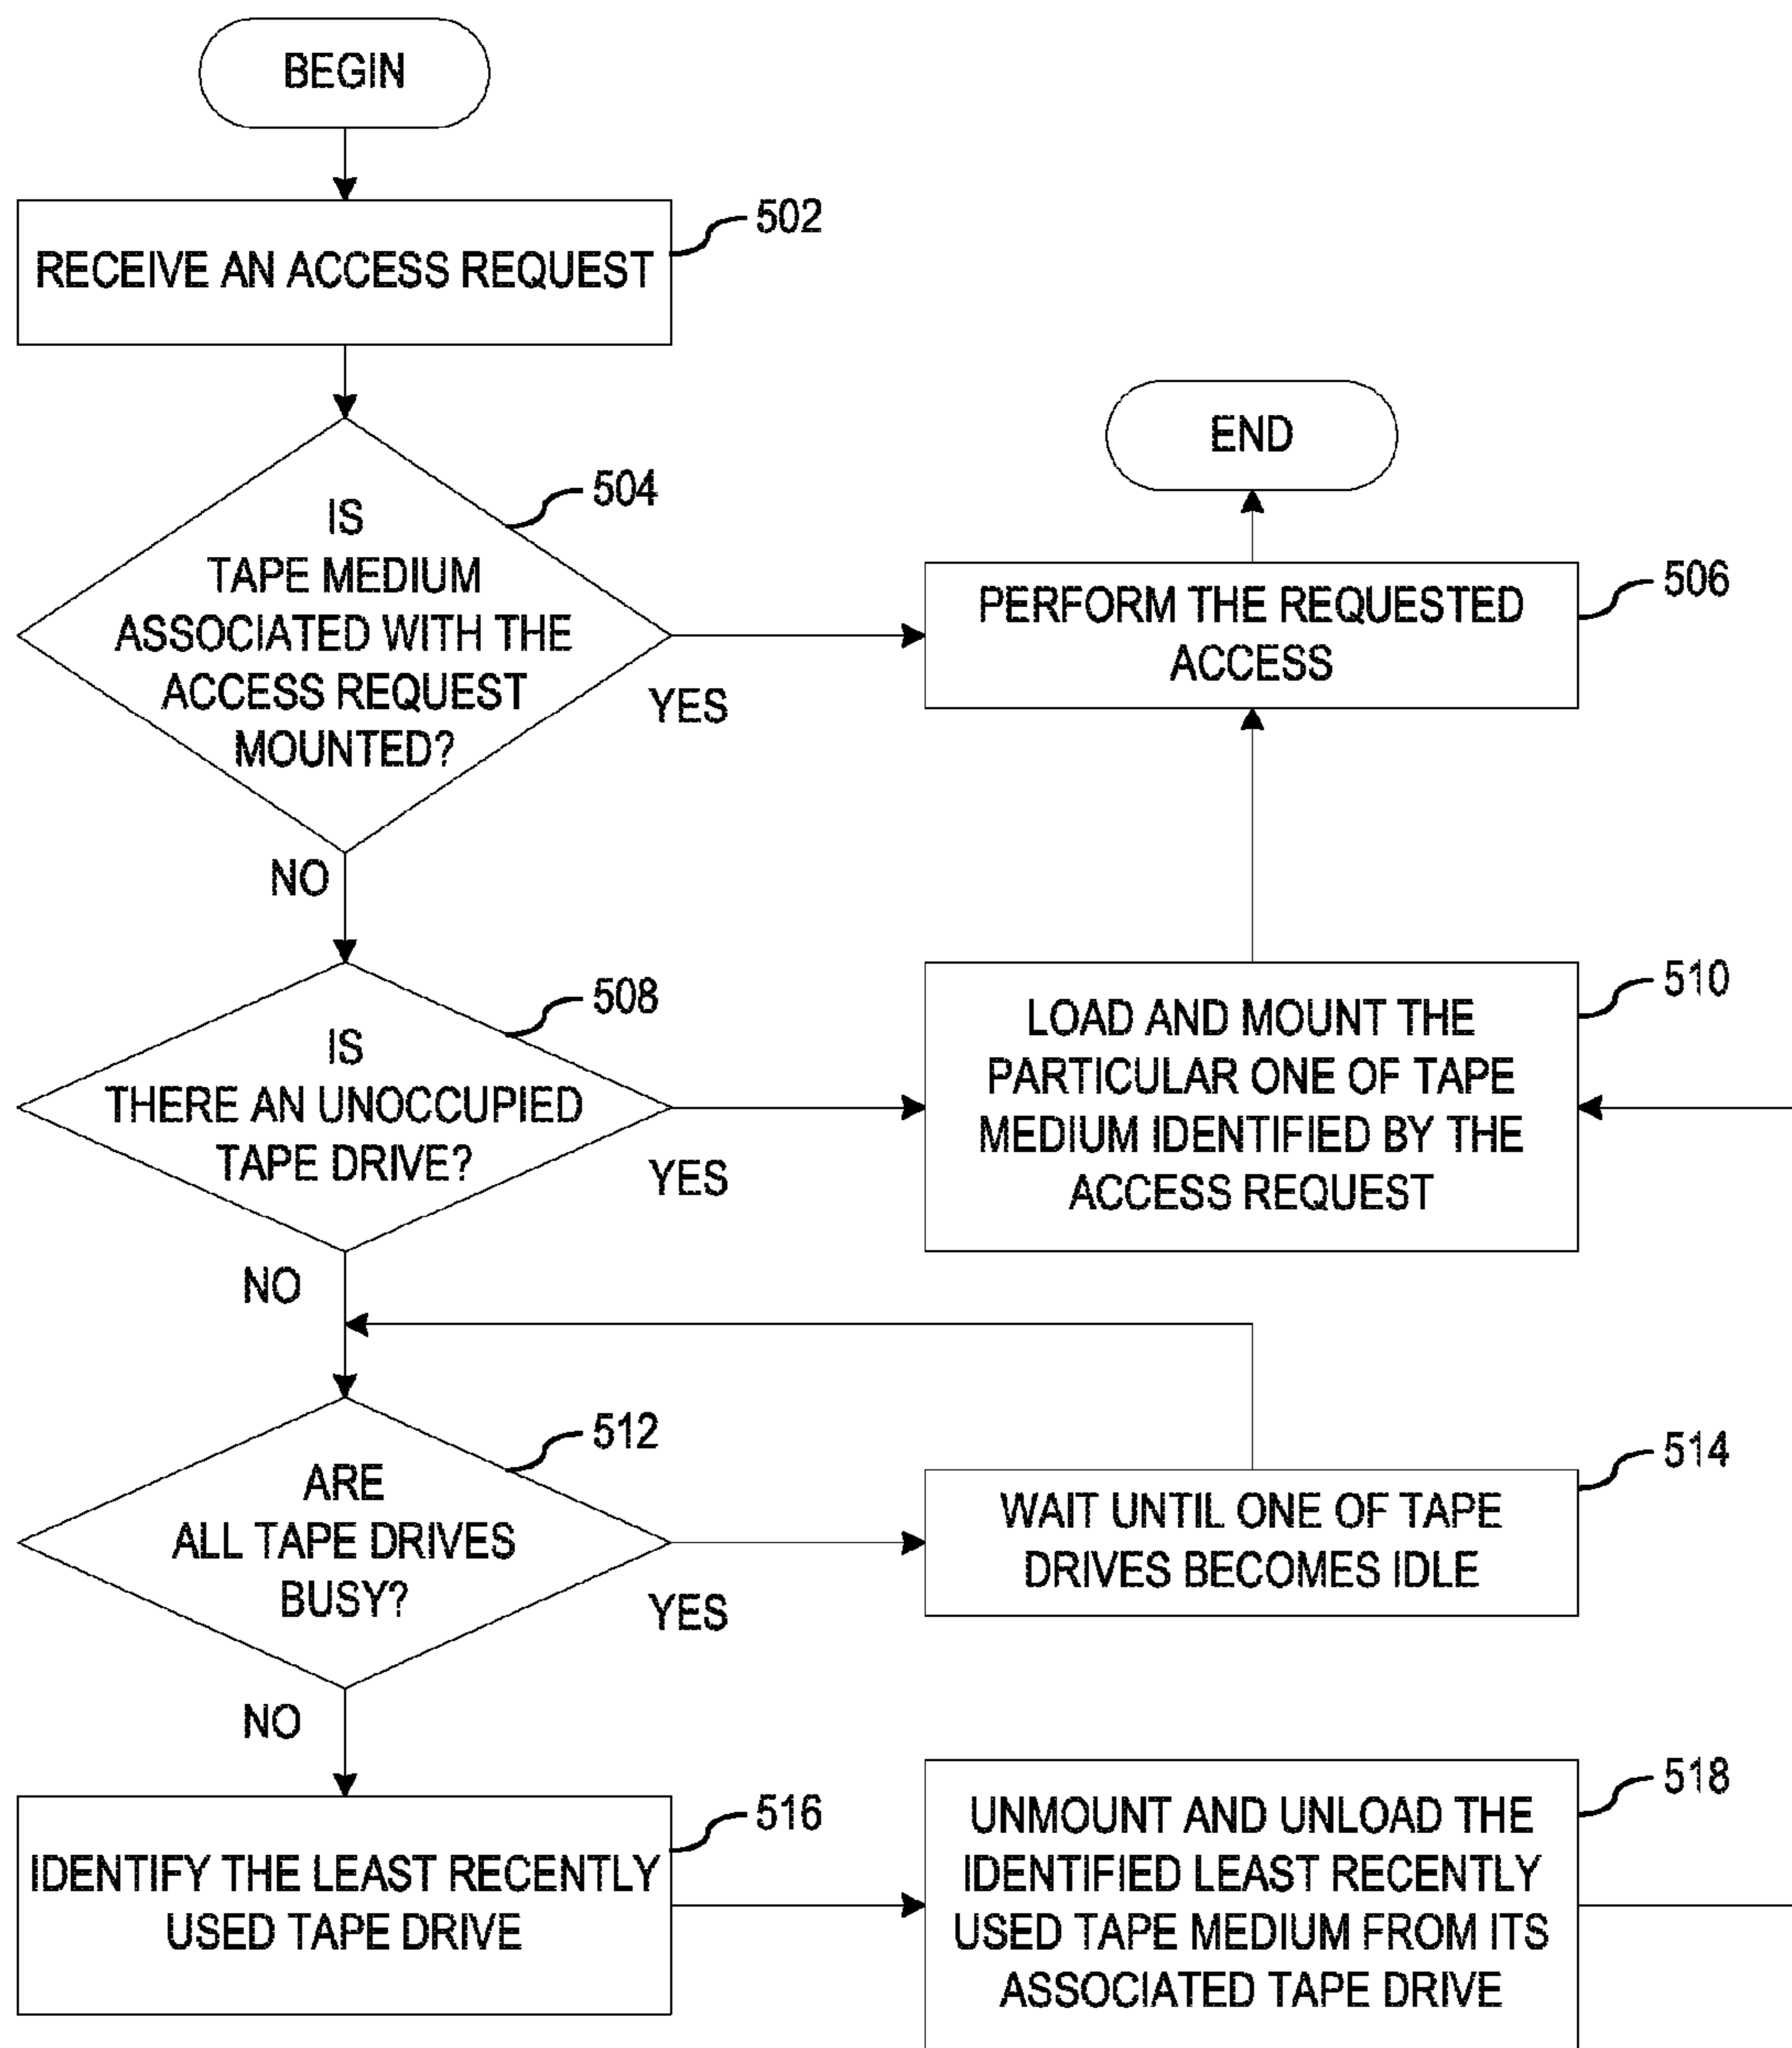 BEGIN
502
RECEIVE AN ACCESS REQUEST
END
504
IS
TAPE MEDIUM
ASSOCIATED WITH THE
ACCESS REQUEST
MOUNTED?
YES
506
PERFORM THE REQUESTED
ACCESS
NO
508
IS
THERE AN UNOCCUPIED
TAPE DRIVE?
YES
510
LOAD AND MOUNT THE
PARTICULAR ONE OF TAPE
MEDIUM IDENTIFIED BY THE
ACCESS REQUEST
NO
512
ARE
ALL TAPE DRIVES
BUSY?
YES
514
WAIT UNTIL ONE OF TAPE
DRIVES BECOMES IDLE
NO
516
IDENTIFY THE LEAST RECENTLY
USED TAPE DRIVE
518
UNMOUNT AND UNLOAD THE
IDENTIFIED LEAST RECENTLY
USED TAPE MEDIUM FROM ITS
ASSOCIATED TAPE DRIVE